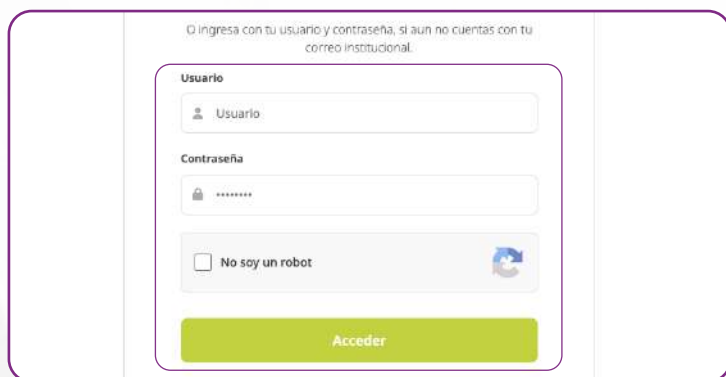 O ingresa con tu usuario y contraseña, si aun no cuentas con tu
correo institucional.
Usuario
Usuario
Contraseña
••••••••
No soy un robot
Acceder